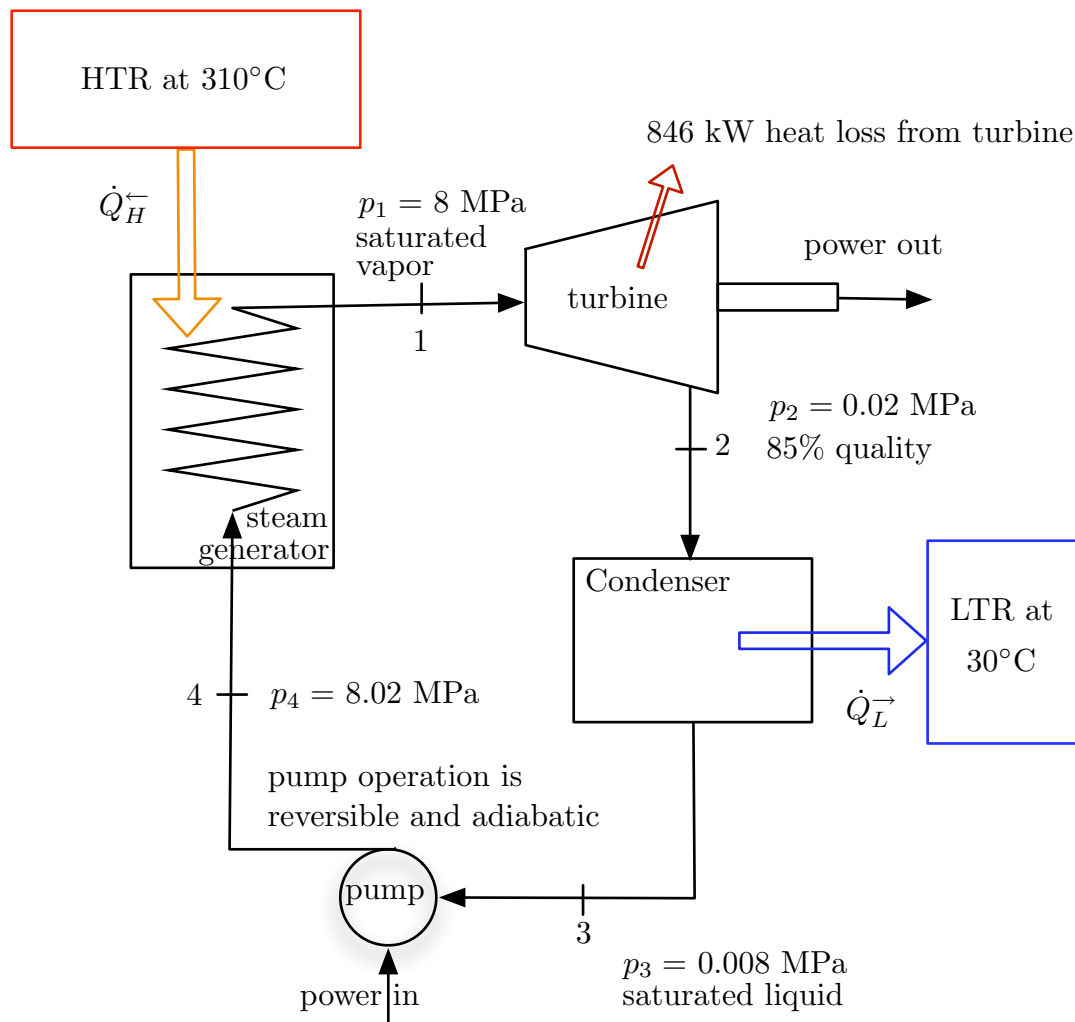 HTR at 310°C
846 kW heat loss from turbine
Q̇_H^←
p₁ = 8 MPa
saturated
vapor
power out
turbine
1
p₂ = 0.02 MPa
2
85% quality
steam
generator
Condenser
LTR at
30°C
4
p₄ = 8.02 MPa
Q̇_L^→
pump operation is
reversible and adiabatic
pump
3
p₃ = 0.008 MPa
saturated liquid
power in